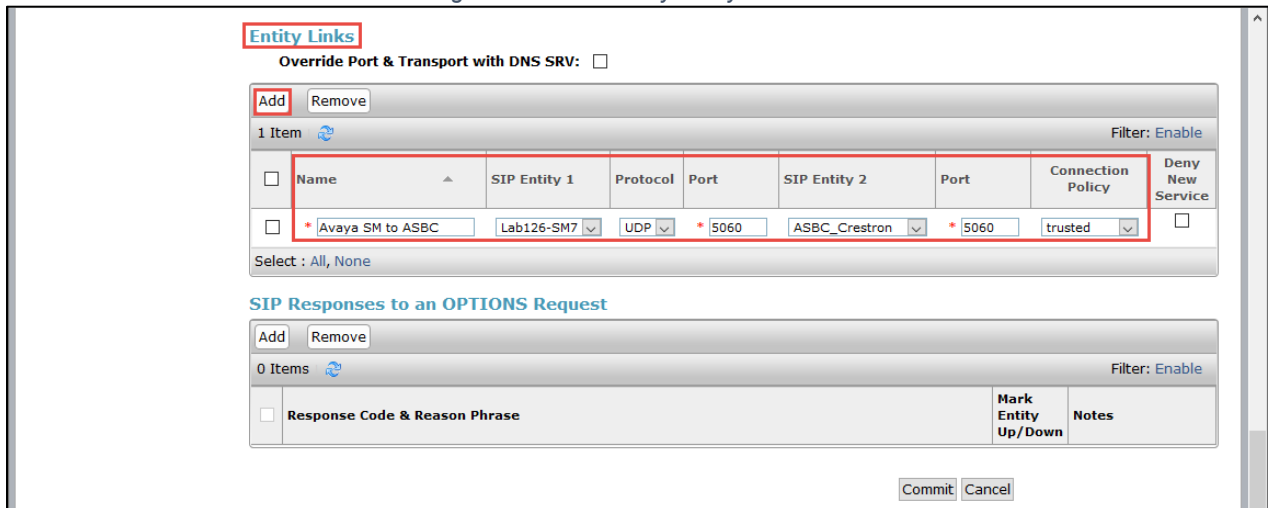 Entity Links
Override Port & Transport with DNS SRV:
Add Remove
1 Item Filter: Enable
Name SIP Entity 1 Protocol Port SIP Entity 2 Port Connection Policy Deny New Service
* Avaya SM to ASBC Lab126-SM7 UDP * 5060 ASBC_Crestron * 5060 trusted
Select : All, None
SIP Responses to an OPTIONS Request
Add Remove
0 Items Filter: Enable
Response Code & Reason Phrase Mark Entity Up/Down Notes
Commit Cancel